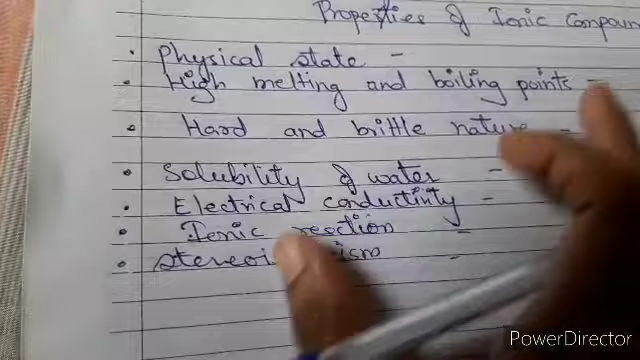 Properties of Ionic Compoun
• Physical state -
• High melting and boiling points -
• Hard and brittle nature -
• Solubility of water -
• Electrical conductivity -
• Ionic reaction -
• -
PowerDirector